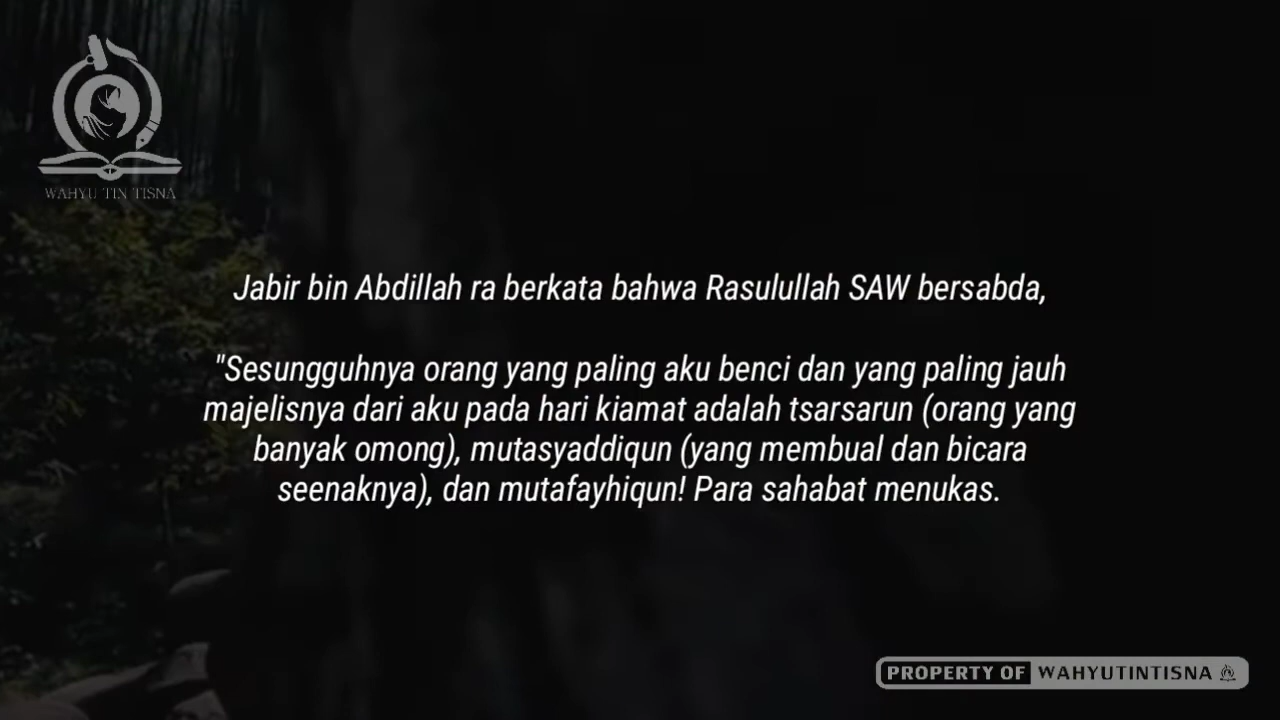 WAHYU TIN TISNA
Jabir bin Abdillah ra berkata bahwa Rasulullah SAW bersabda,
"Sesungguhnya orang yang paling aku benci dan yang paling jauh
majelisnya dari aku pada hari kiamat adalah tsarsarun (orang yang
banyak omong), mutasyaddiqun (yang membual dan bicara
seenaknya), dan mutafayhiqun! Para sahabat menukas.
PROPERTY OF WAHYUTINTISNA